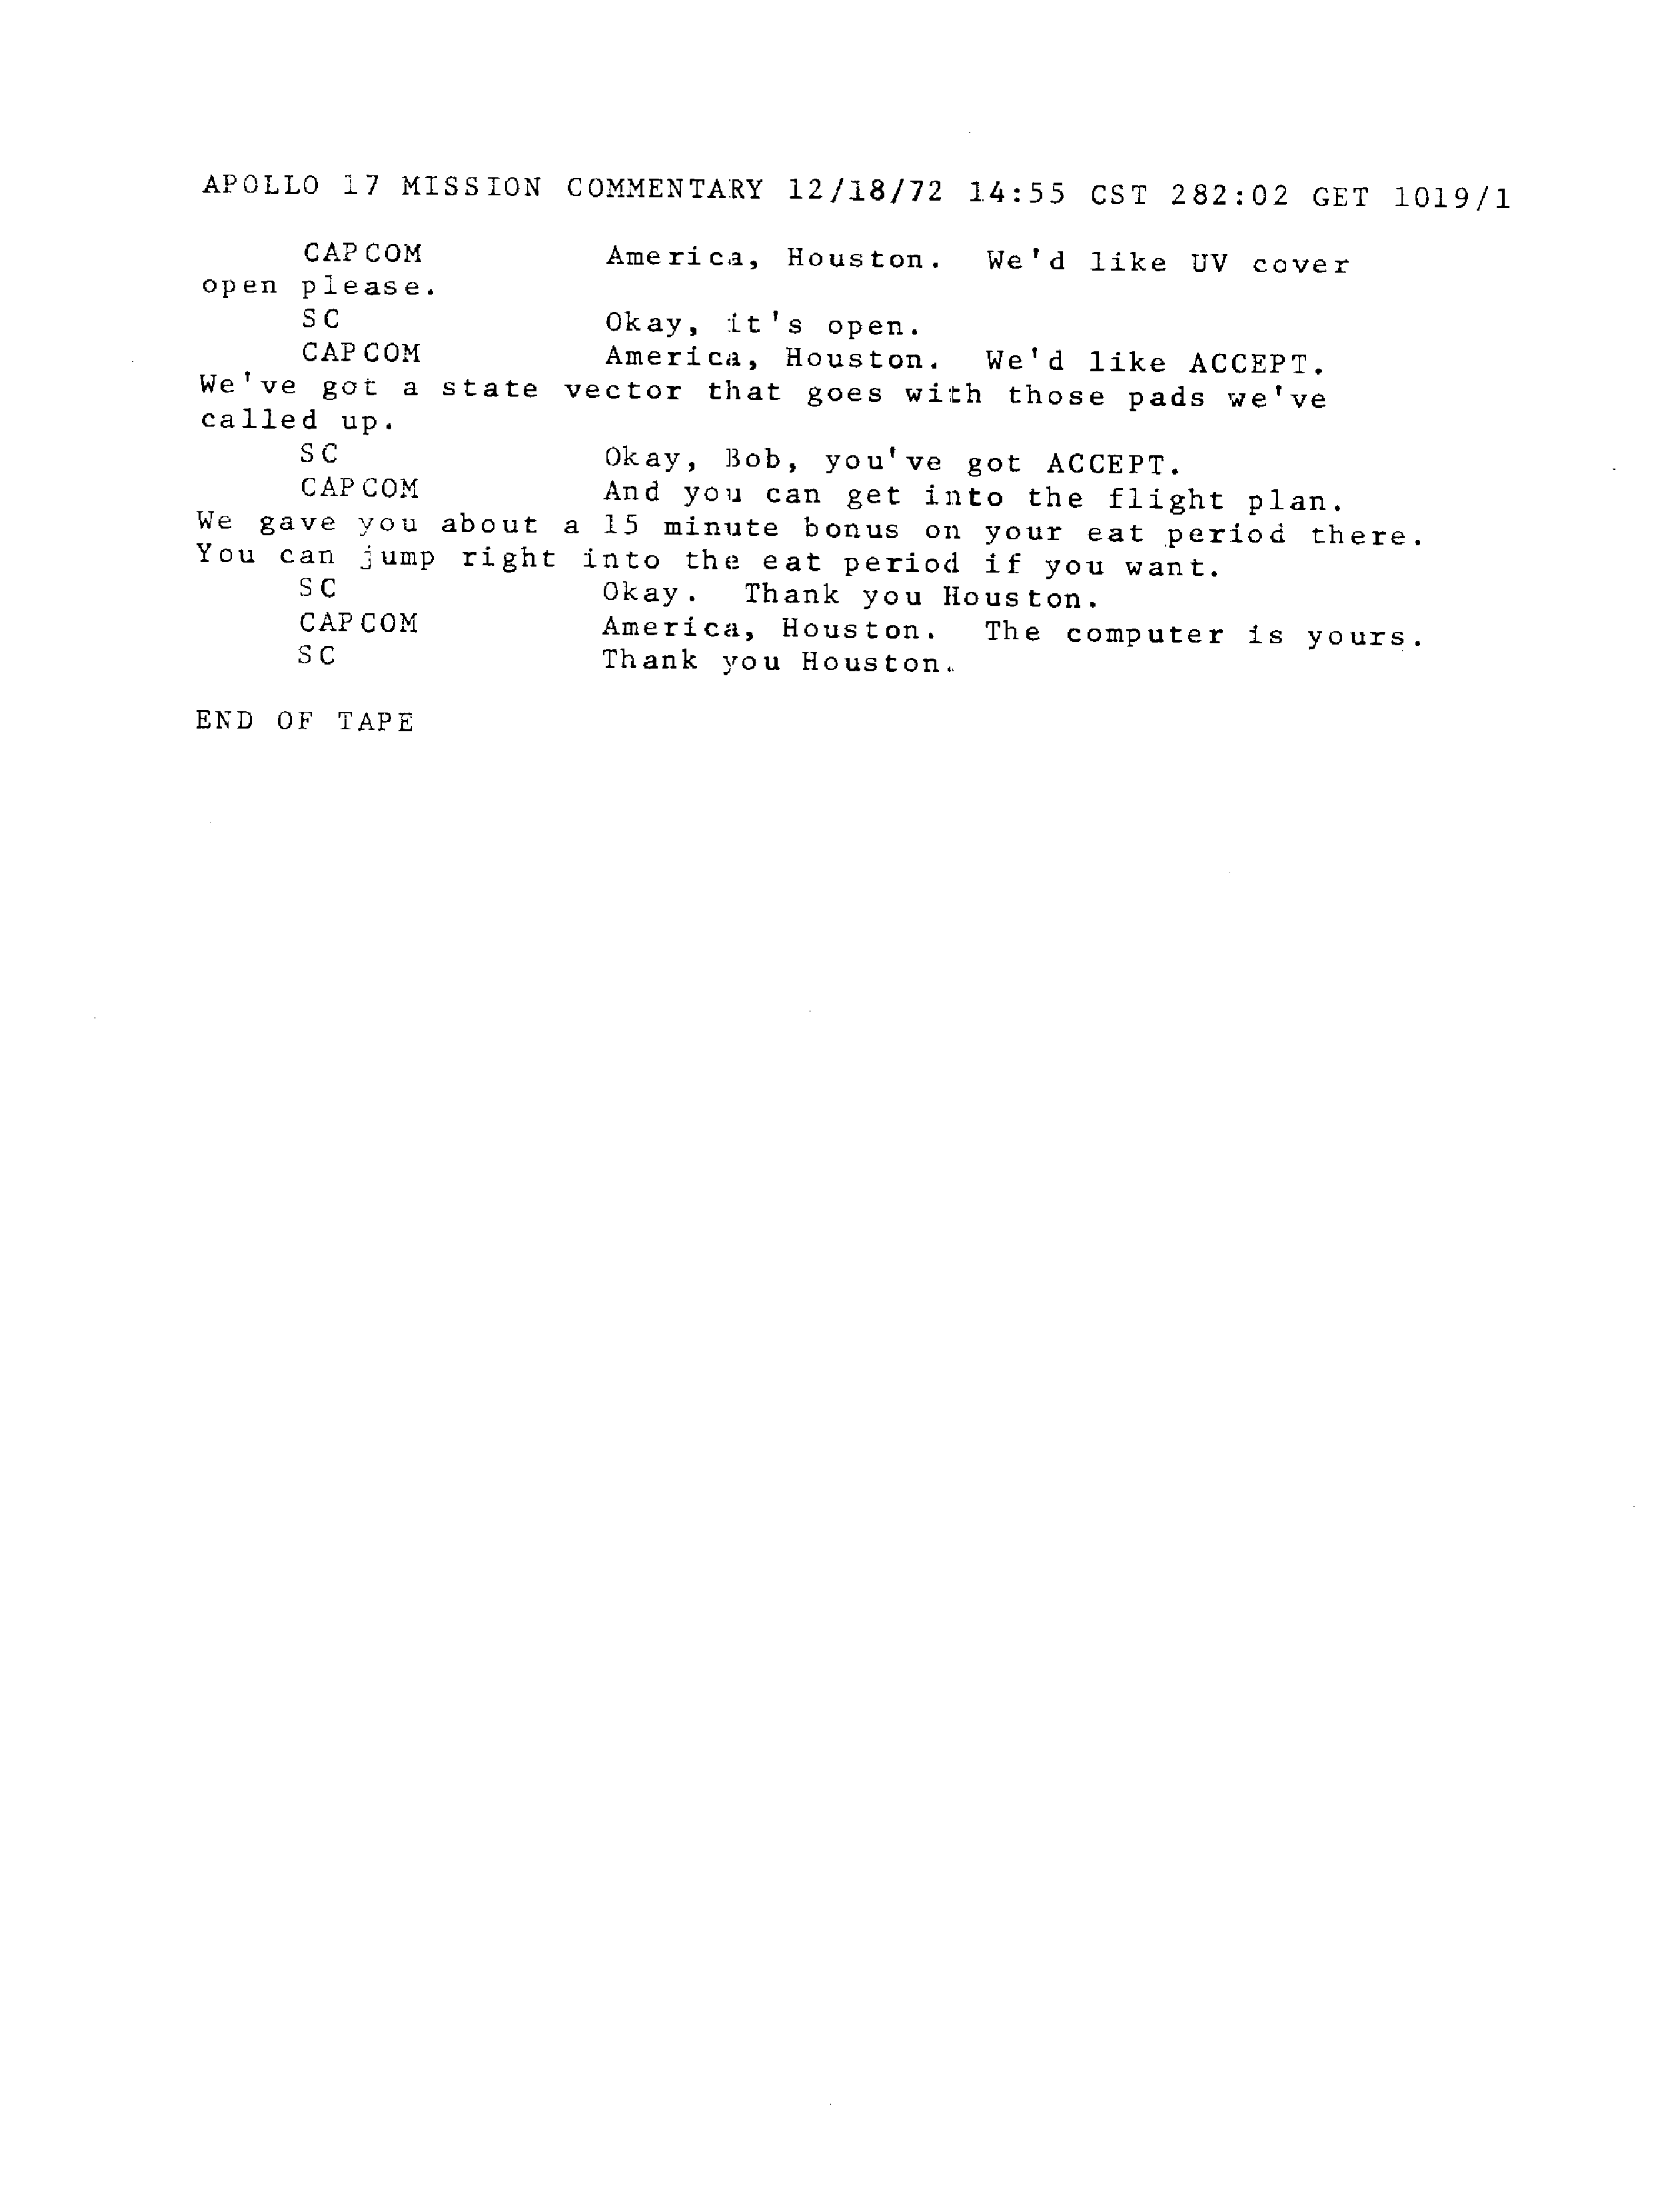 APOLLO 17 MISSION COMMENTARY 12/18/72 14:55 CST 282:02 GET 1019/1
CAPCOM America, Houston. We'd like UV cover
open please.
SC Okay, it's open.
CAPCOM America, Houston. We'd like ACCEPT.
We've got a state vector that goes with those pads we've
called up.
SC Okay, Bob, you've got ACCEPT.
CAPCOM And you can get into the flight plan.
We gave you about a 15 minute bonus on your eat period there.
You can jump right into the eat period if you want.
SC Okay. Thank you Houston.
CAPCOM America, Houston. The computer is yours.
SC Thank you Houston.
END OF TAPE